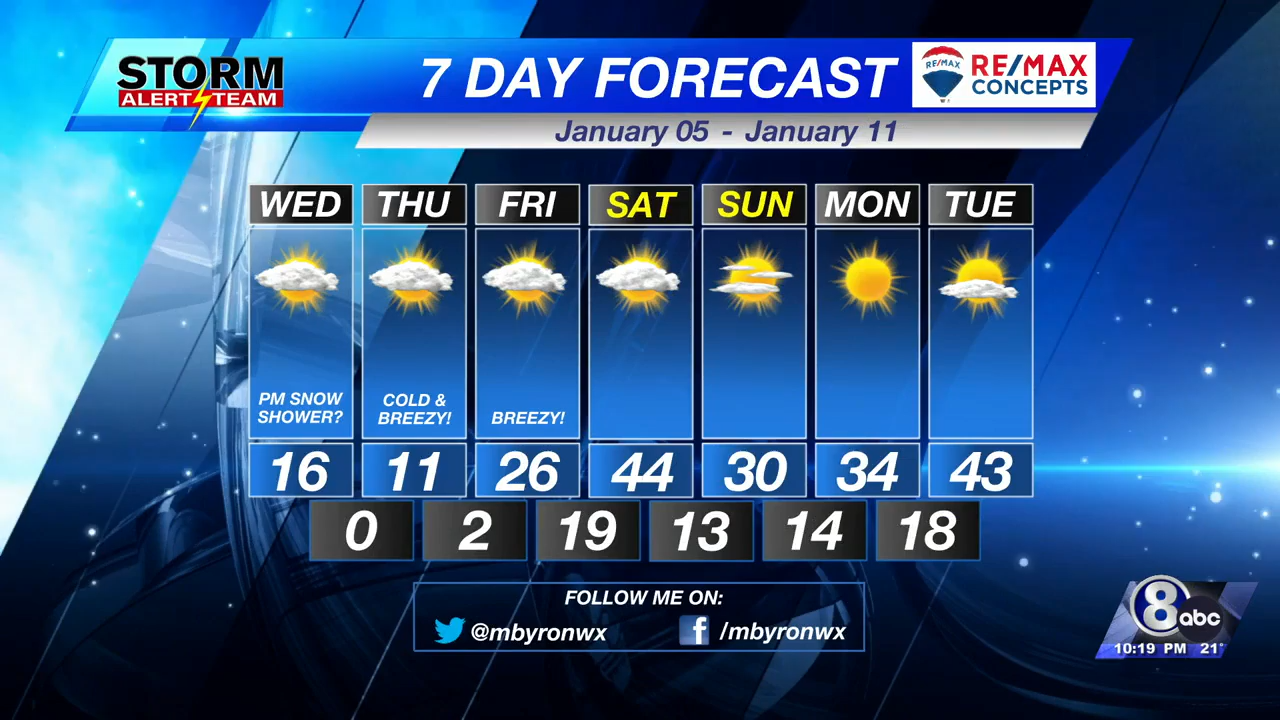 STORM
ALERT TEAM
7 DAY FORECAST
RE/MAX
RE/MAX
CONCEPTS
January 05 - January 11
WED THU FRI SAT SUN MON TUE
PM SNOW
SHOWER?
COLD &
BREEZY!
BREEZY!
16 11 26 44 30 34 43
0 2 19 13 14 18
FOLLOW ME ON:
@mbyronwx f /mbyronwx
8 abc
10:19 PM 21°